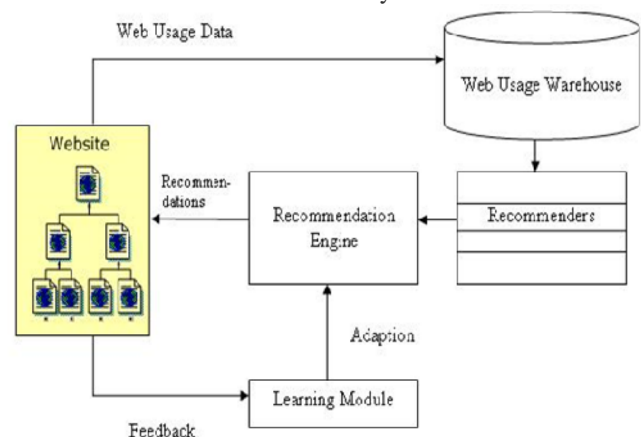 Web Usage Data
Web Usage Warehouse
Website
Recommen-
dations
Recommendation
Engine
Recommenders
Adaption
Learning Module
Feedback